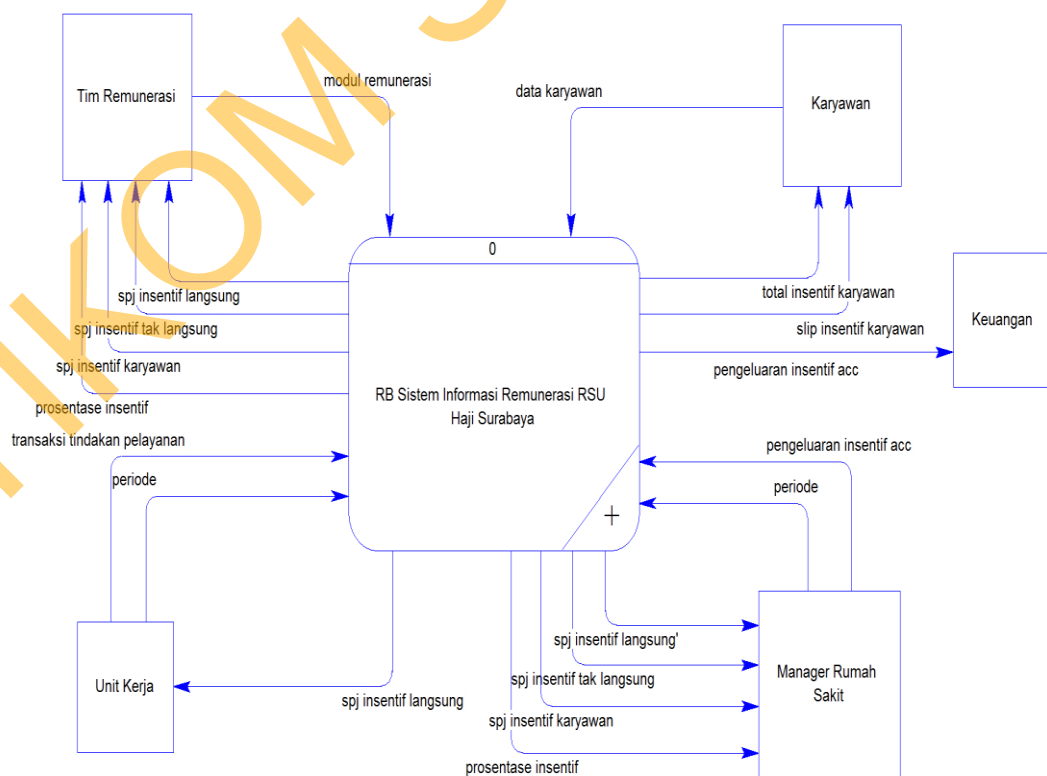 IKOM S
Tim Remunerasi
modul remunerasi
data karyawan
Karyawan
0
spj insentif langsung
spj insentif tak langsung
spj insentif karyawan
prosentase insentif
total insentif karyawan
slip insentif karyawan
Keuangan
pengeluaran insentif acc
RB Sistem Informasi Remunerasi RSU
Haji Surabaya
transaksi tindakan pelayanan
periode
pengeluaran insentif acc
periode
+
Unit Kerja
spj insentif langsung
spj insentif langsung'
spj insentif tak langsung
spj insentif karyawan
prosentase insentif
Manager Rumah
Sakit